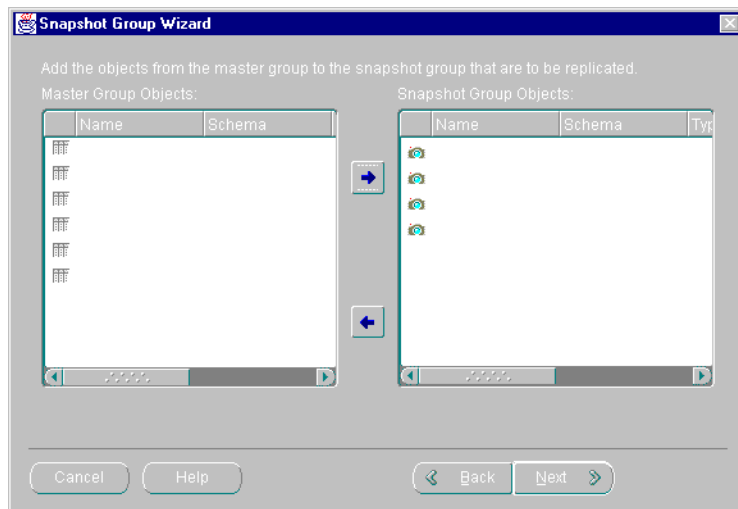 Snapshot Group Wizard
Add the objects from the master group to the snapshot group that are to be replicated.
Master Group Objects:
Snapshot Group Objects:
Name Schema
Name Schema Typ
Cancel Help Back Next